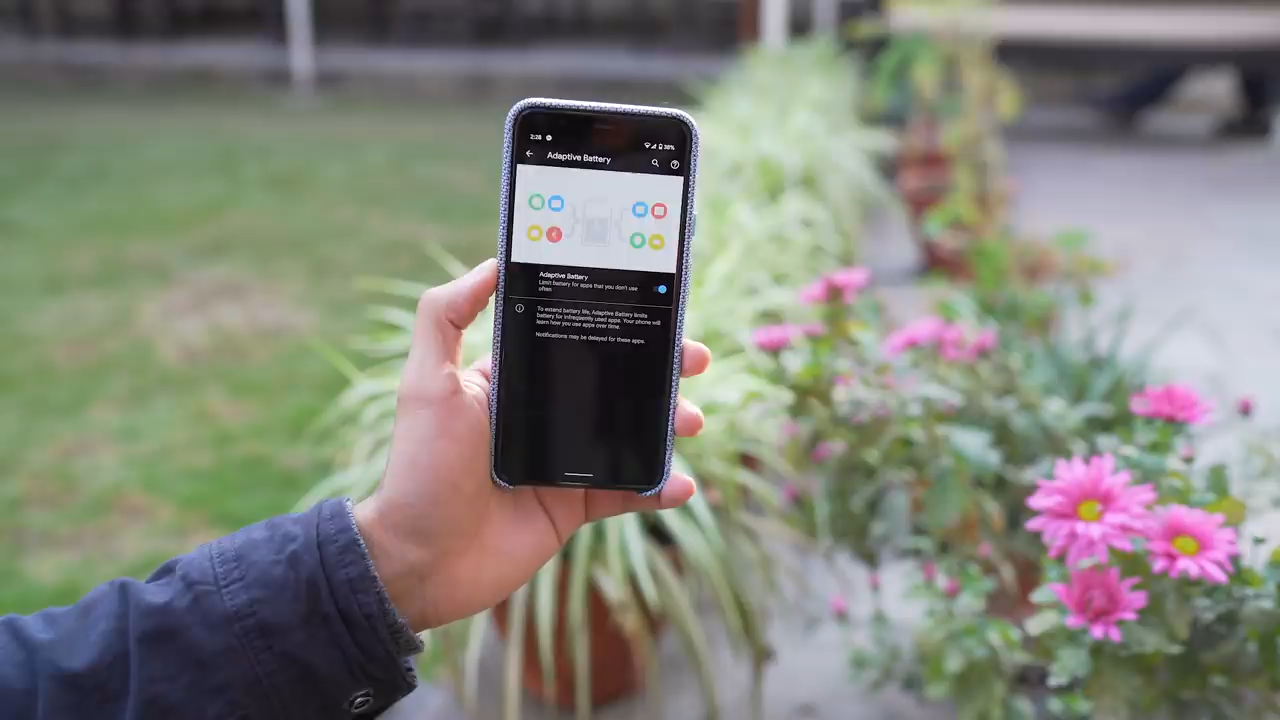 2:28
38%
Adaptive Battery
Adaptive Battery
Limit battery for apps that you don't use
often
To extend battery life, Adaptive Battery limits
battery for infrequently used apps. Your phone will
learn how you use apps over time.
Notifications may be delayed for these apps.